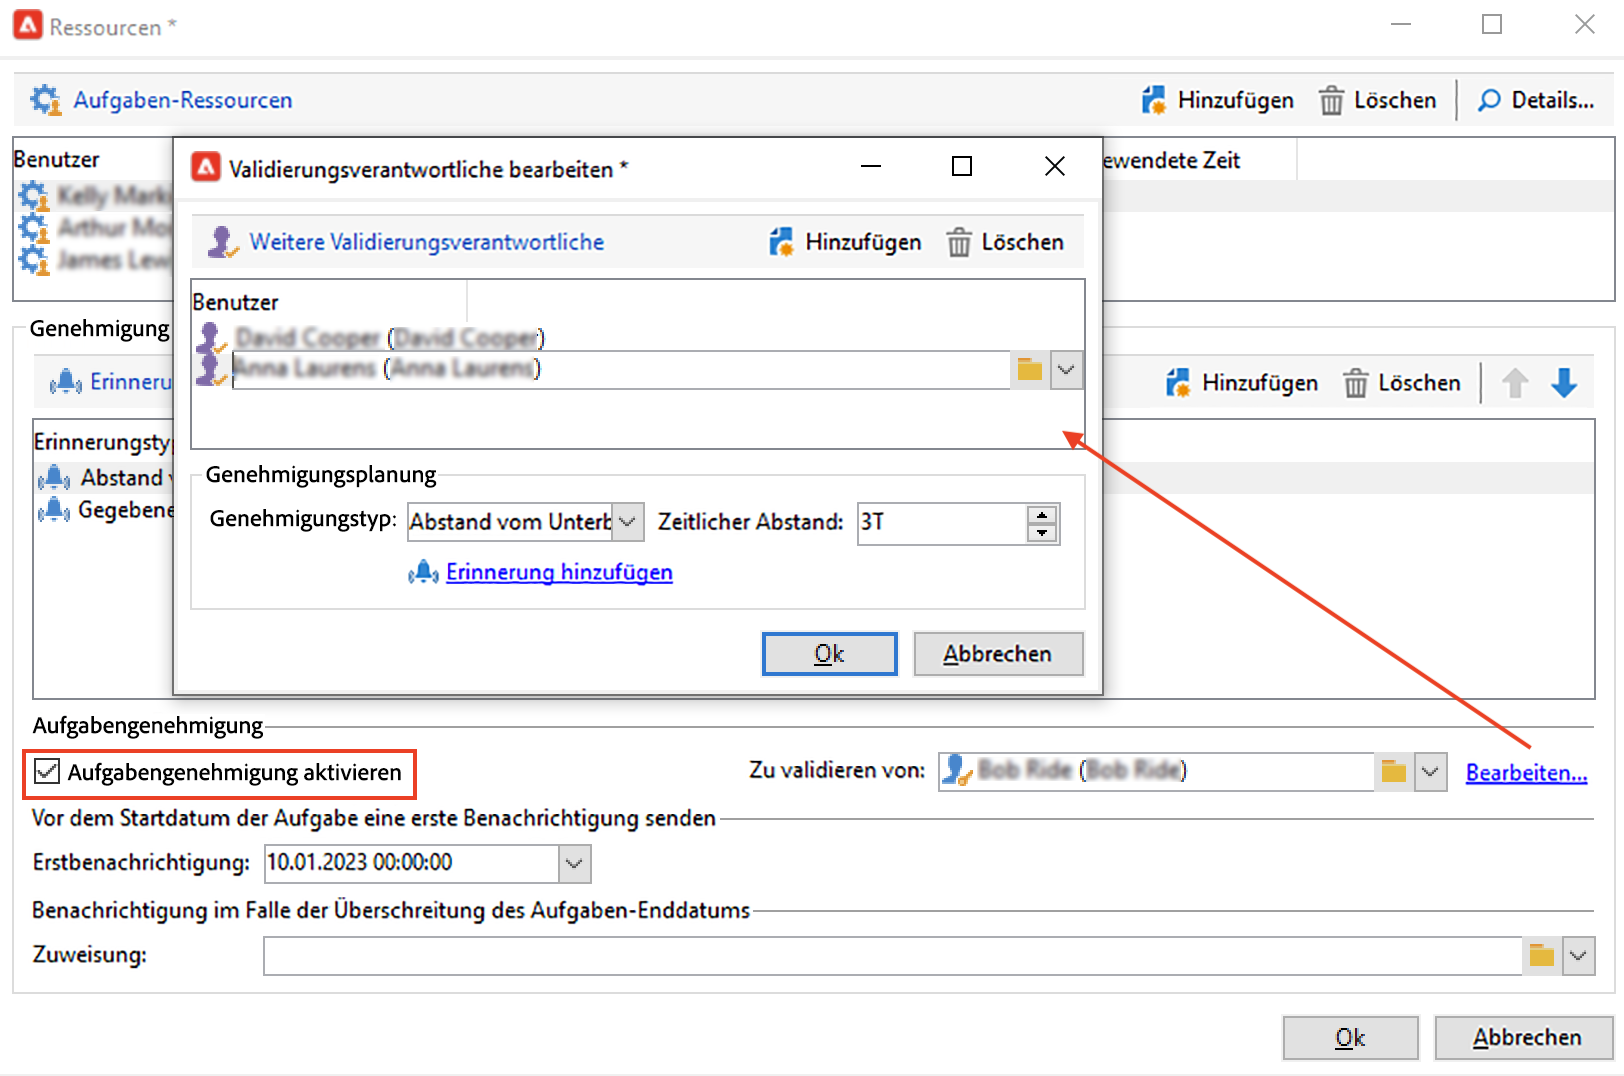 Ressourcen *
Aufgaben-Ressourcen
Hinzufügen
Löschen
Details...
Benutzer
ewendete Zeit
Kelly Marki
Arthur Mo
James Lew
Validierungsverantwortliche bearbeiten *
Weitere Validierungsverantwortliche
Hinzufügen
Löschen
Benutzer
David Cooper (David Cooper)
Anna Laurens (Anna Laurens)
Genehmigung
Erinneru
Hinzufügen
Löschen
Erinnerungsty
Abstand v
Gegebene
Genehmigungsplanung
Genehmigungstyp:
Abstand vom Unterb
Zeitlicher Abstand:
3T
Erinnerung hinzufügen
Ok
Abbrechen
Aufgabengenehmigung
Aufgabengenehmigung aktivieren
Zu validieren von:
Bob Ride (Bob Ride)
Bearbeiten...
Vor dem Startdatum der Aufgabe eine erste Benachrichtigung senden
Erstbenachrichtigung:
10.01.2023 00:00:00
Benachrichtigung im Falle der Überschreitung des Aufgaben-Enddatums
Zuweisung:
Ok
Abbrechen